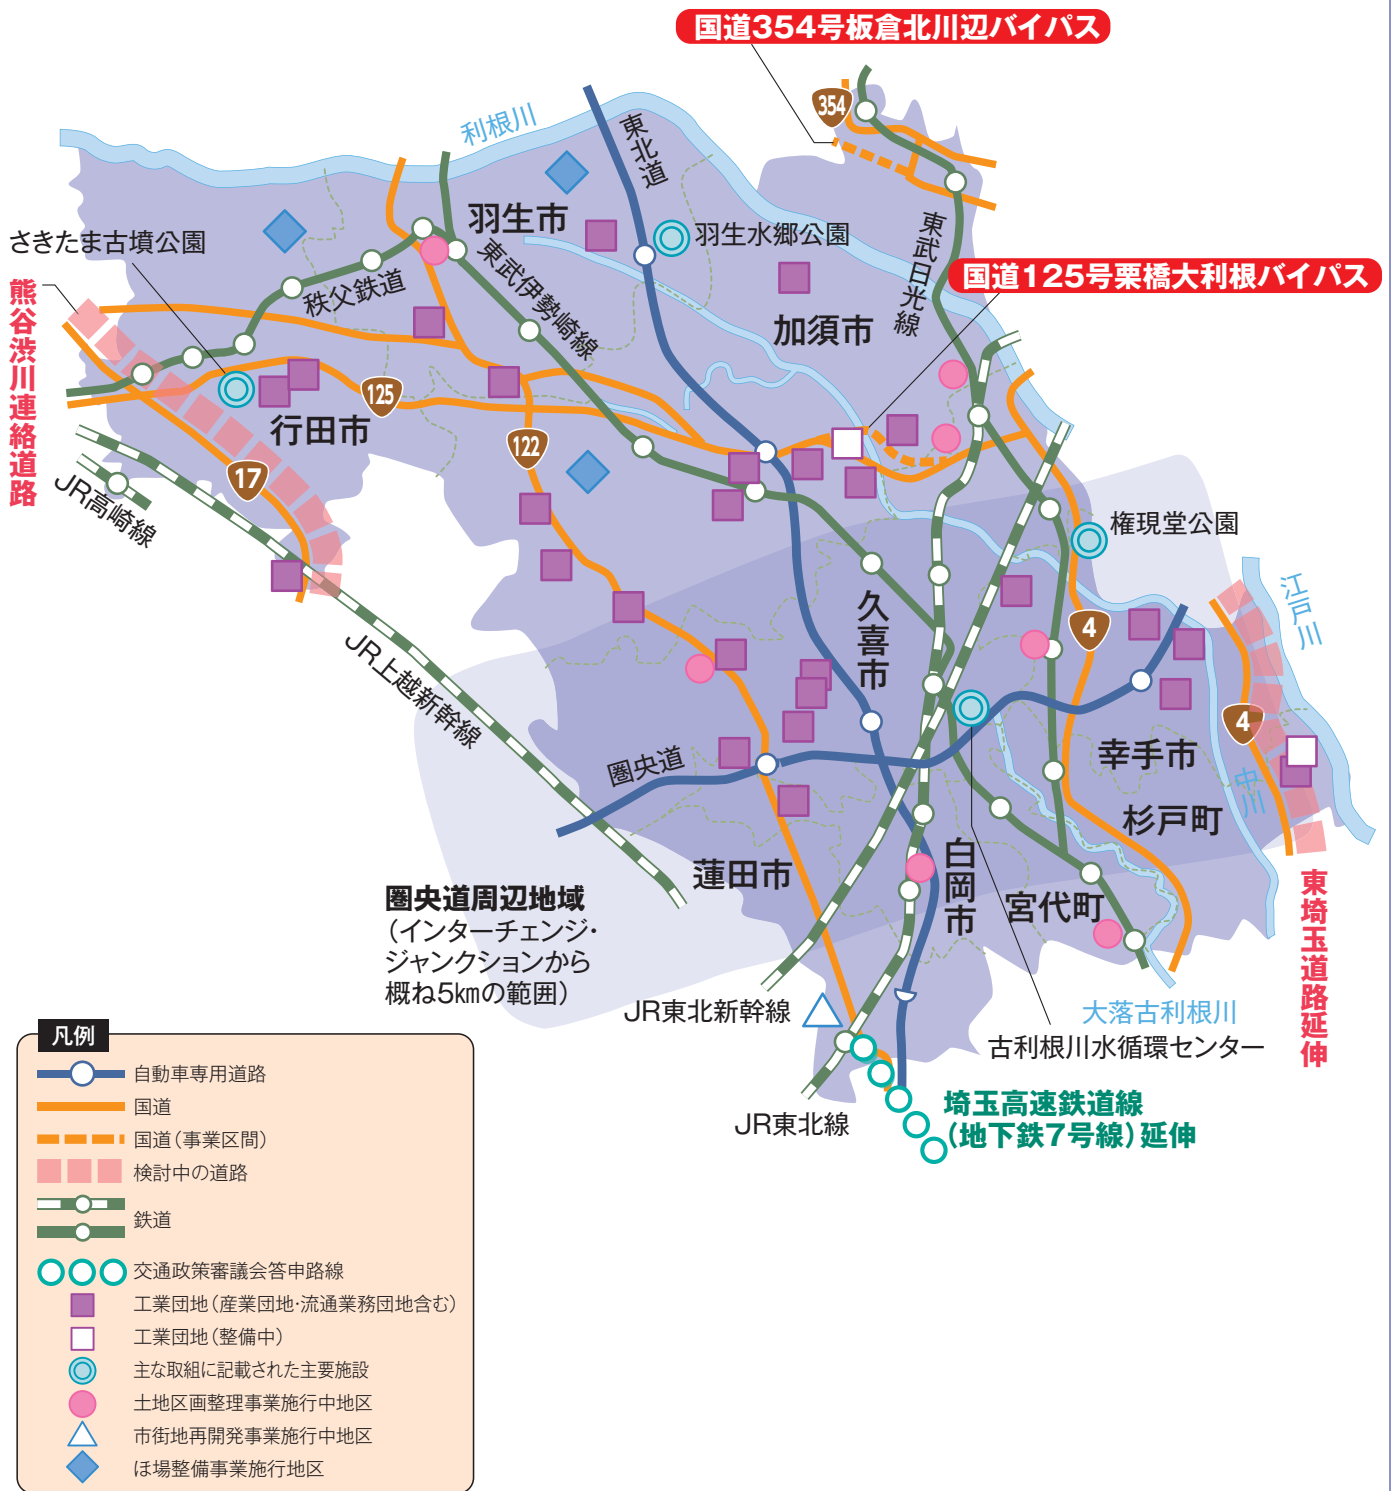 国道354号板倉北川辺バイパス
354
利根川
東北道
羽生市
羽生水郷公園
さきたま古墳公園
東武日光線
国道125号栗橋大利根バイパス
秩父鉄道
東武伊勢崎線
加須市
熊谷渋川連絡道路
125
行田市
122
17
JR高崎線
権現堂公園
江戸川
久喜市
4
JR上越新幹線
4
圏央道
幸手市
中川
杉戸町
蓮田市
白岡市
宮代町
圏央道周辺地域
（インターチェンジ・
ジャンクションから
概ね5㎞の範囲）
東埼玉道路延伸
JR東北新幹線
大落古利根川
古利根川水循環センター
JR東北線
埼玉高速鉄道線
（地下鉄7号線）延伸
凡例
自動車専用道路
国道
国道（事業区間）
検討中の道路
鉄道
交通政策審議会答申路線
工業団地（産業団地・流通業務団地含む）
工業団地（整備中）
主な取組に記載された主要施設
土地区画整理事業施行中地区
市街地再開発事業施行中地区
ほ場整備事業施行地区